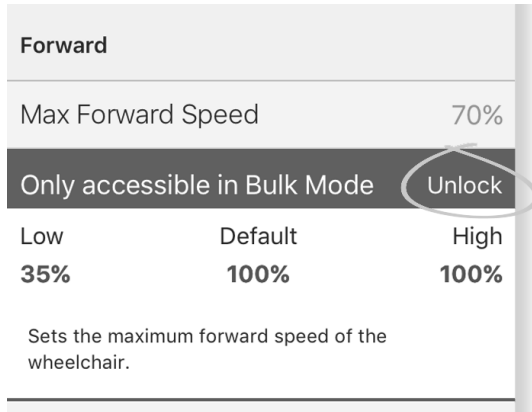 Forward
Max Forward Speed 70%
Only accessible in Bulk Mode Unlock
Low Default High
35% 100% 100%
Sets the maximum forward speed of the
wheelchair.